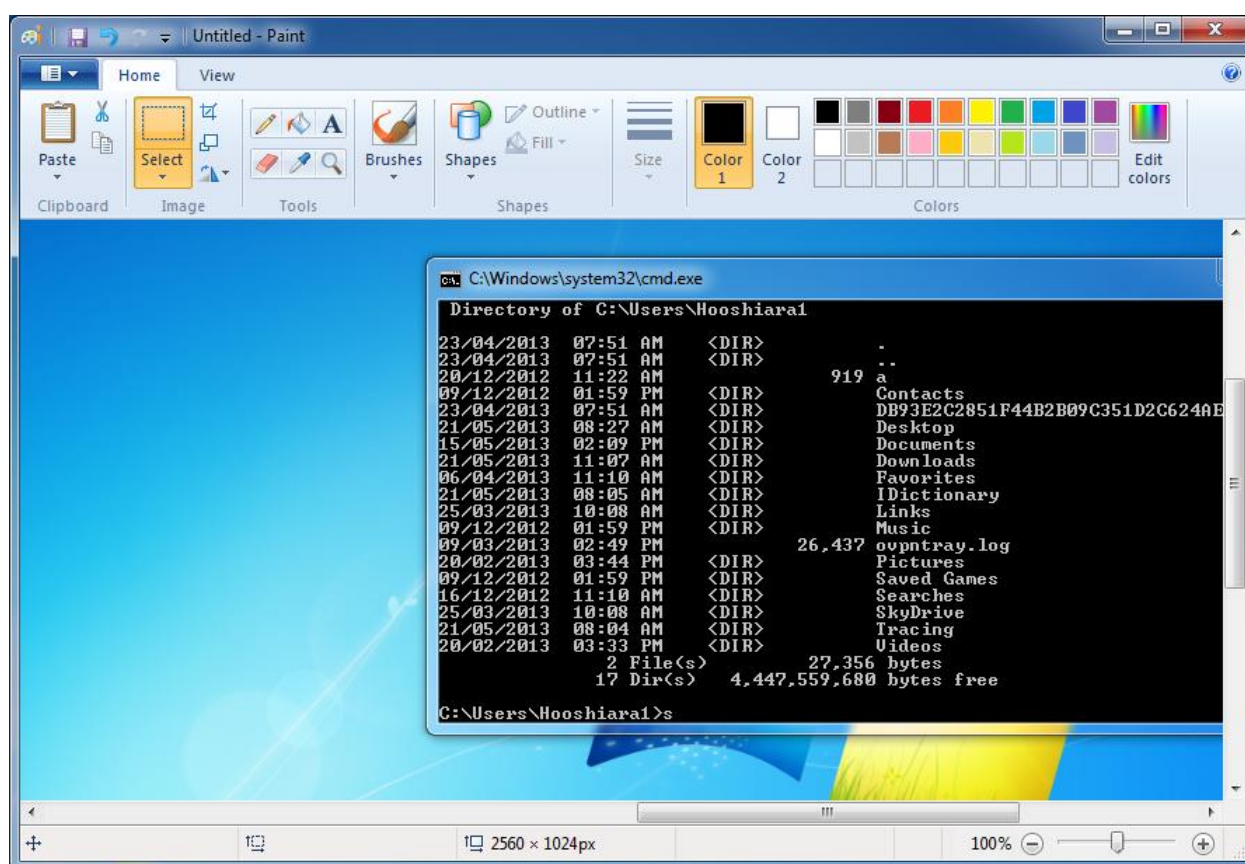 Untitled - Paint
Home View
Paste
Select
Brushes
Shapes
Outline
Fill
Size
Color 1
Color 2
Edit colors
Clipboard Image Tools Shapes Colors
C:\Windows\system32\cmd.exe
Directory of C:\Users\Hooshiara1
23/04/2013 07:51 AM <DIR> .
23/04/2013 07:51 AM <DIR> ..
20/12/2012 11:22 AM 919 a
09/12/2012 01:59 PM <DIR> Contacts
23/04/2013 07:51 AM <DIR> DB93E2C2851F44B2B09C351D2C624AE
21/05/2013 08:27 AM <DIR> Desktop
15/05/2013 02:09 PM <DIR> Documents
21/05/2013 11:07 AM <DIR> Downloads
06/04/2013 11:10 AM <DIR> Favorites
21/05/2013 08:05 AM <DIR> IDictionary
25/03/2013 10:08 AM <DIR> Links
09/12/2012 01:59 PM <DIR> Music
09/03/2013 02:49 PM 26,437 ovpntray.log
20/02/2013 03:44 PM <DIR> Pictures
09/12/2012 01:59 PM <DIR> Saved Games
16/12/2012 11:10 AM <DIR> Searches
25/03/2013 10:08 AM <DIR> SkyDrive
21/05/2013 08:04 AM <DIR> Tracing
20/02/2013 03:33 PM <DIR> Videos
2 File(s) 27,356 bytes
17 Dir(s) 4,447,559,680 bytes free
C:\Users\Hooshiara1>s
2560 × 1024px
100%